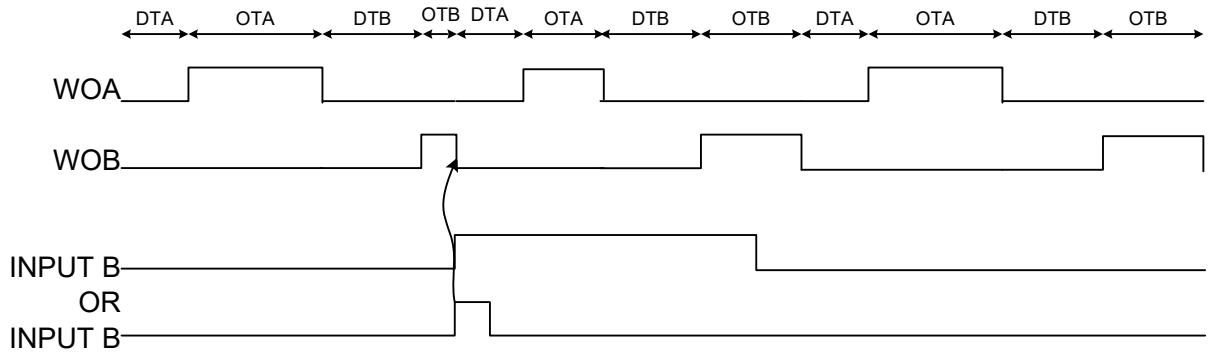 DTA OTA DTB OTB DTA OTA DTB OTB DTA OTA DTB OTB
WOA
WOB
INPUT B
OR
INPUT B